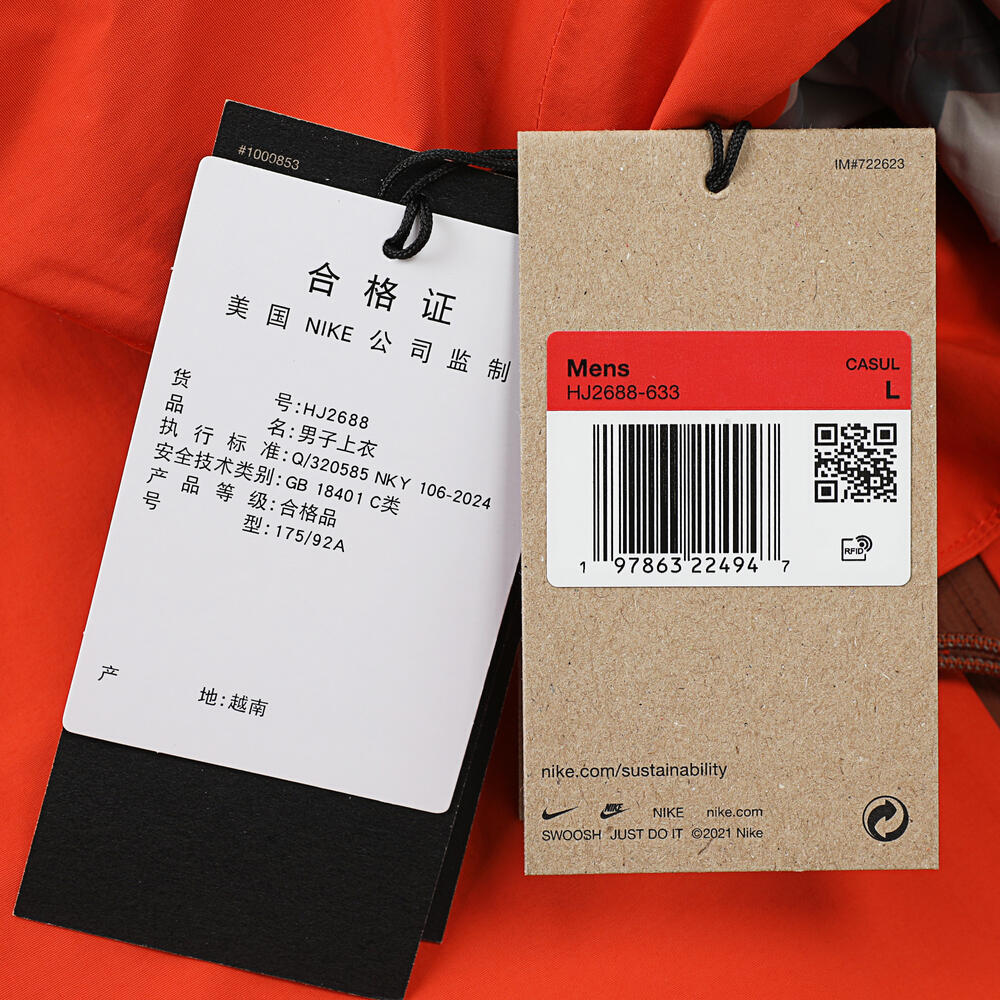 #1000853
合格证
美国 NIKE 公司监制
货 号:HJ2688
品 名:男子上衣
执行标准:Q/320585 NKY 106-2024
安全技术类别:GB 18401 C类
产品等级:合格品
号 型:175/92A
产 地:越南
IM#722623
Mens CASUL
HJ2688-633 L
1 97863 22494 7
RFID
nike.com/sustainability
NIKE NIKE nike.com
SWOOSH JUST DO IT ©2021 Nike